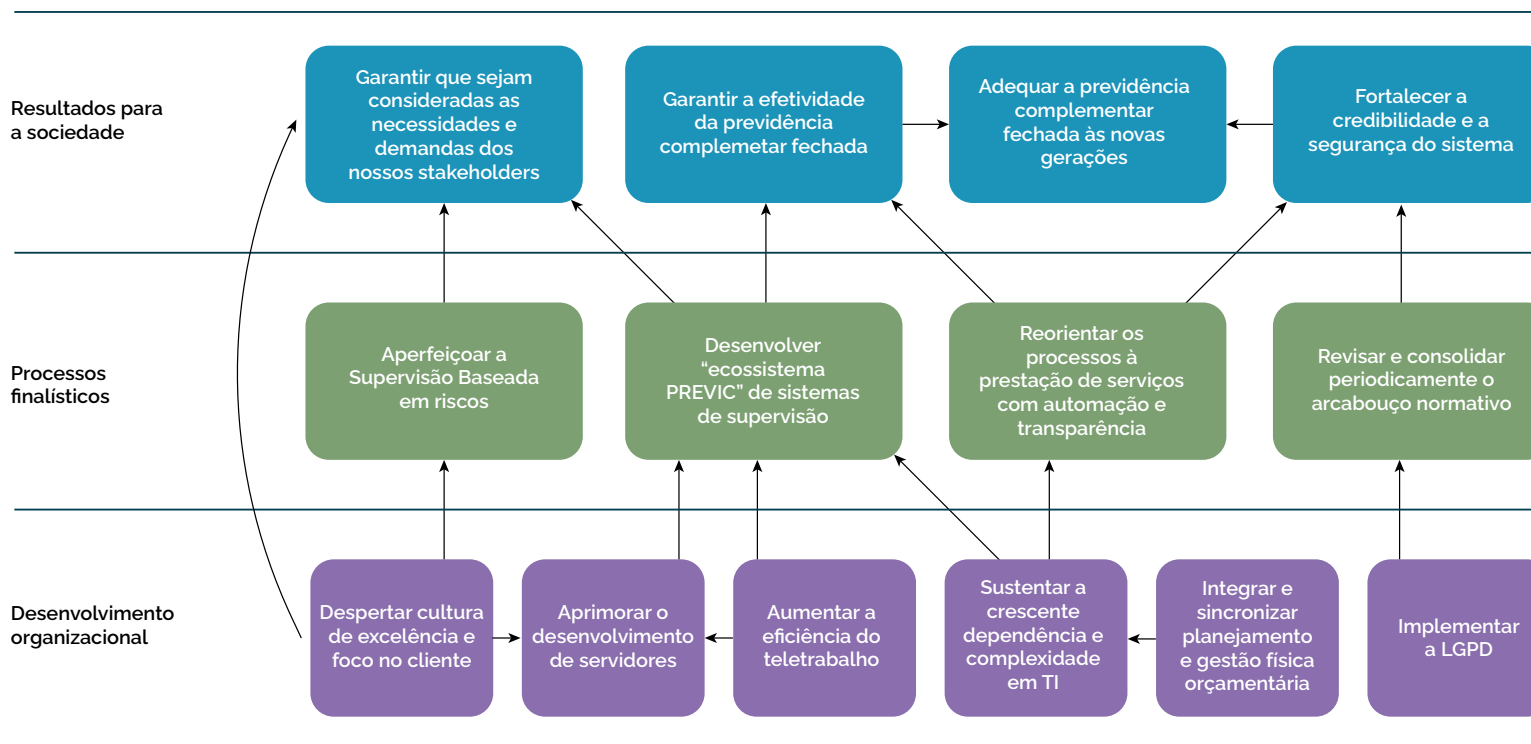 Resultados para
a sociedade
Garantir que sejam
consideradas as
necessidades e
demandas dos
nossos stakeholders
Garantir a efetividade
da previdência
complemetar fechada
Adequar a previdência
complementar
fechada às novas
gerações
Fortalecer a
credibilidade e a
segurança do sistema
Processos
finalísticos
Aperfeiçoar a
Supervisão Baseada
em riscos
Desenvolver
“ecossistema
PREVIC” de sistemas
de supervisão
Reorientar os
processos à
prestação de serviços
com automação e
transparência
Revisar e consolidar
periodicamente o
arcabouço normativo
Desenvolvimento
organizacional
Despertar cultura
de excelência e
foco no cliente
Aprimorar o
desenvolvimento
de servidores
Aumentar a
eficiência do
teletrabalho
Sustentar a
crescente
dependência e
complexidade
em TI
Integrar e
sincronizar
planejamento
e gestão física
orçamentária
Implementar
a LGPD